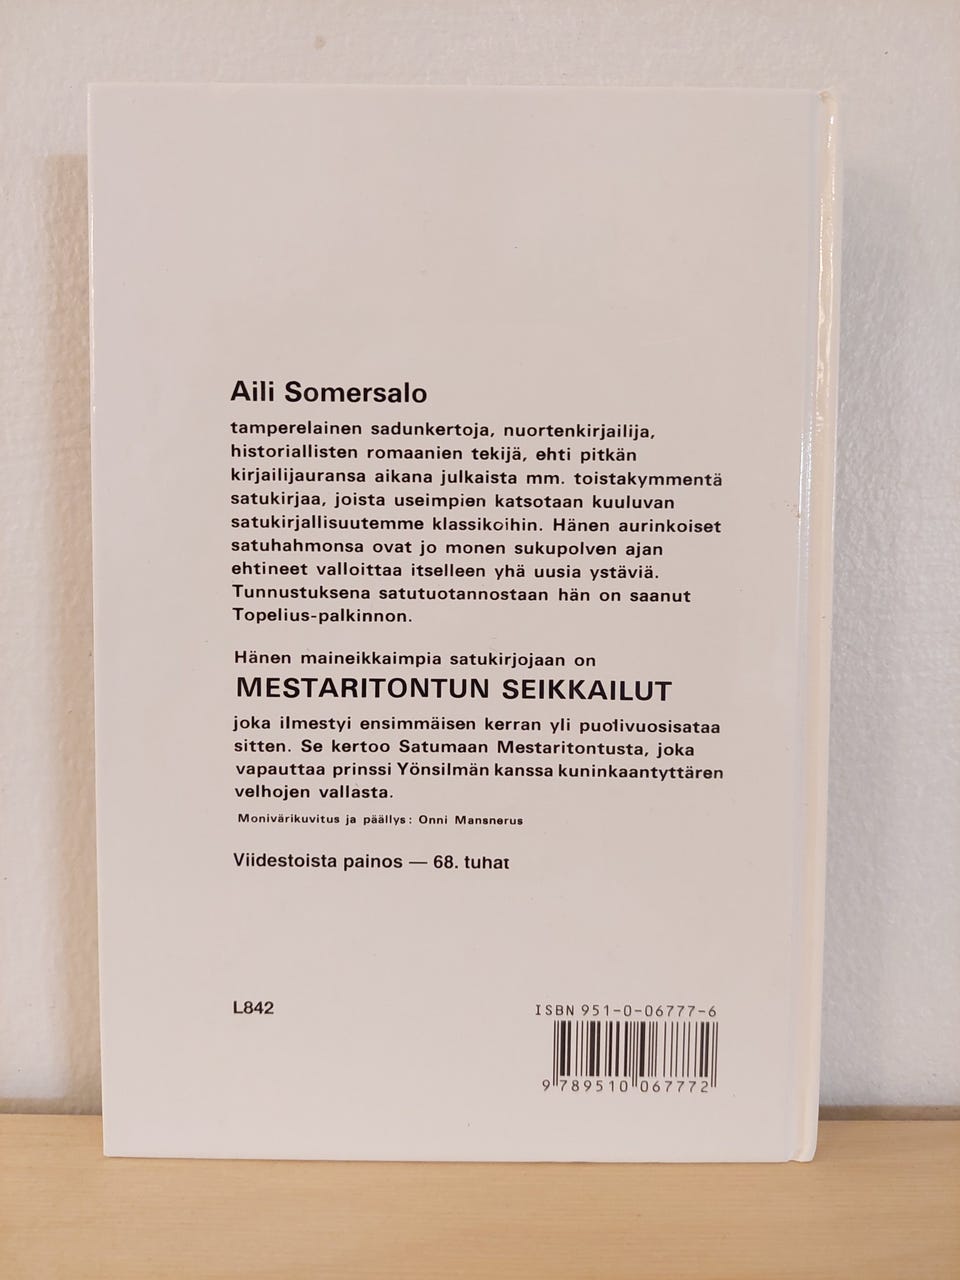 Aili Somersalo
tamperelainen sadunkertoja, nuortenkirjailija,
historiallisten romaanien tekijä, ehti pitkän
kirjailijauransa aikana julkaista mm. toistakymmentä
satukirjaa, joista useimpien katsotaan kuuluvan
satukirjallisuutemme klassikoihin. Hänen aurinkoiset
satuhahmonsa ovat jo monen sukupolven ajan
ehtineet valloittaa itselleen yhä uusia ystäviä.
Tunnustuksena satutuotannostaan hän on saanut
Topelius-palkinnon.
Hänen maineikkaimpia satukirjojaan on
MESTARITONTUN SEIKKAILUT
joka ilmestyi ensimmäisen kerran yli puolivuosisataa
sitten. Se kertoo Satumaan Mestaritontusta, joka
vapauttaa prinssi Yönsilmän kanssa kuninkaantyttären
velhojen vallasta.
Monivärikuvitus ja päällys: Onni Mansnerus
Viidestoista painos — 68. tuhat
L842
ISBN 951-0-06777-6
9 789510 067772